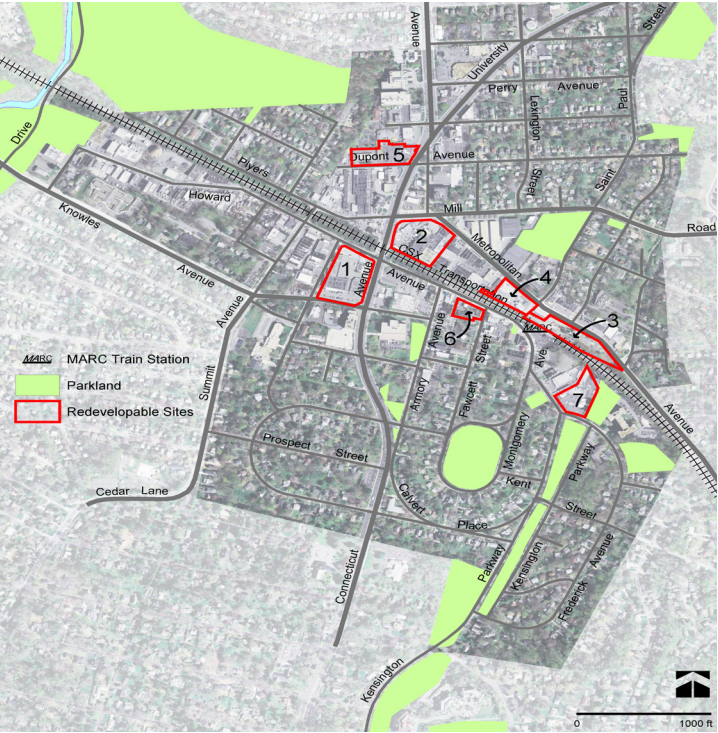 Avenue
University
Street
Perry Avenue
Lexington
Street
Paul
Saint
Drive
Plyers
Dupont 5 Avenue
Howard
Mill
Road
Knowles
Avenue
2
CSX
Transportation
Metropolitan
1
Avenue
Avenue
4
3
MARC
6
Avenue
Street
Ave
Avenue
Avenue
Summit
MARC MARC Train Station
Parkland
Redevelopable Sites
Armory
Fawcett
Montgomery
7
Parkway
Prospect Street
Kent
Street
Cedar Lane
Calvert
Place
Connecticut
Parkway
Kensington
Frederick
Avenue
Kensington
0 1000 ft